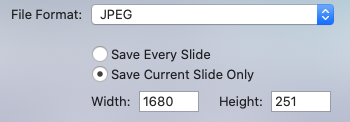 File Format: JPEG
Save Every Slide
Save Current Slide Only
Width: 1680 Height: 251